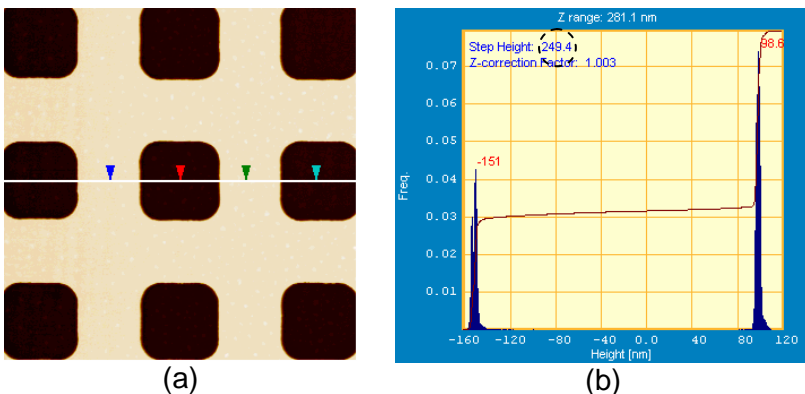 Z range: 281.1 nm
Step Height: 249.4
98.6
Z-correction Factor: 1.003
0.07
0.06
0.05
-151
0.04
Freq.
0.03
0.02
0.01
-160 -120 -80 -40 0.0 40 80 120
Height [nm]
(a) (b)